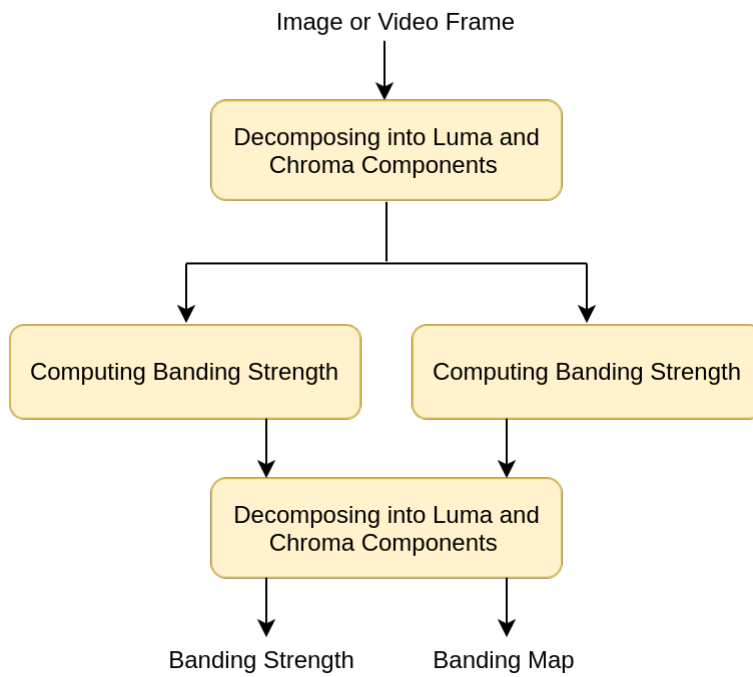 Image or Video Frame
Decomposing into Luma and
Chroma Components
Computing Banding Strength
Computing Banding Strength
Decomposing into Luma and
Chroma Components
Banding Strength
Banding Map